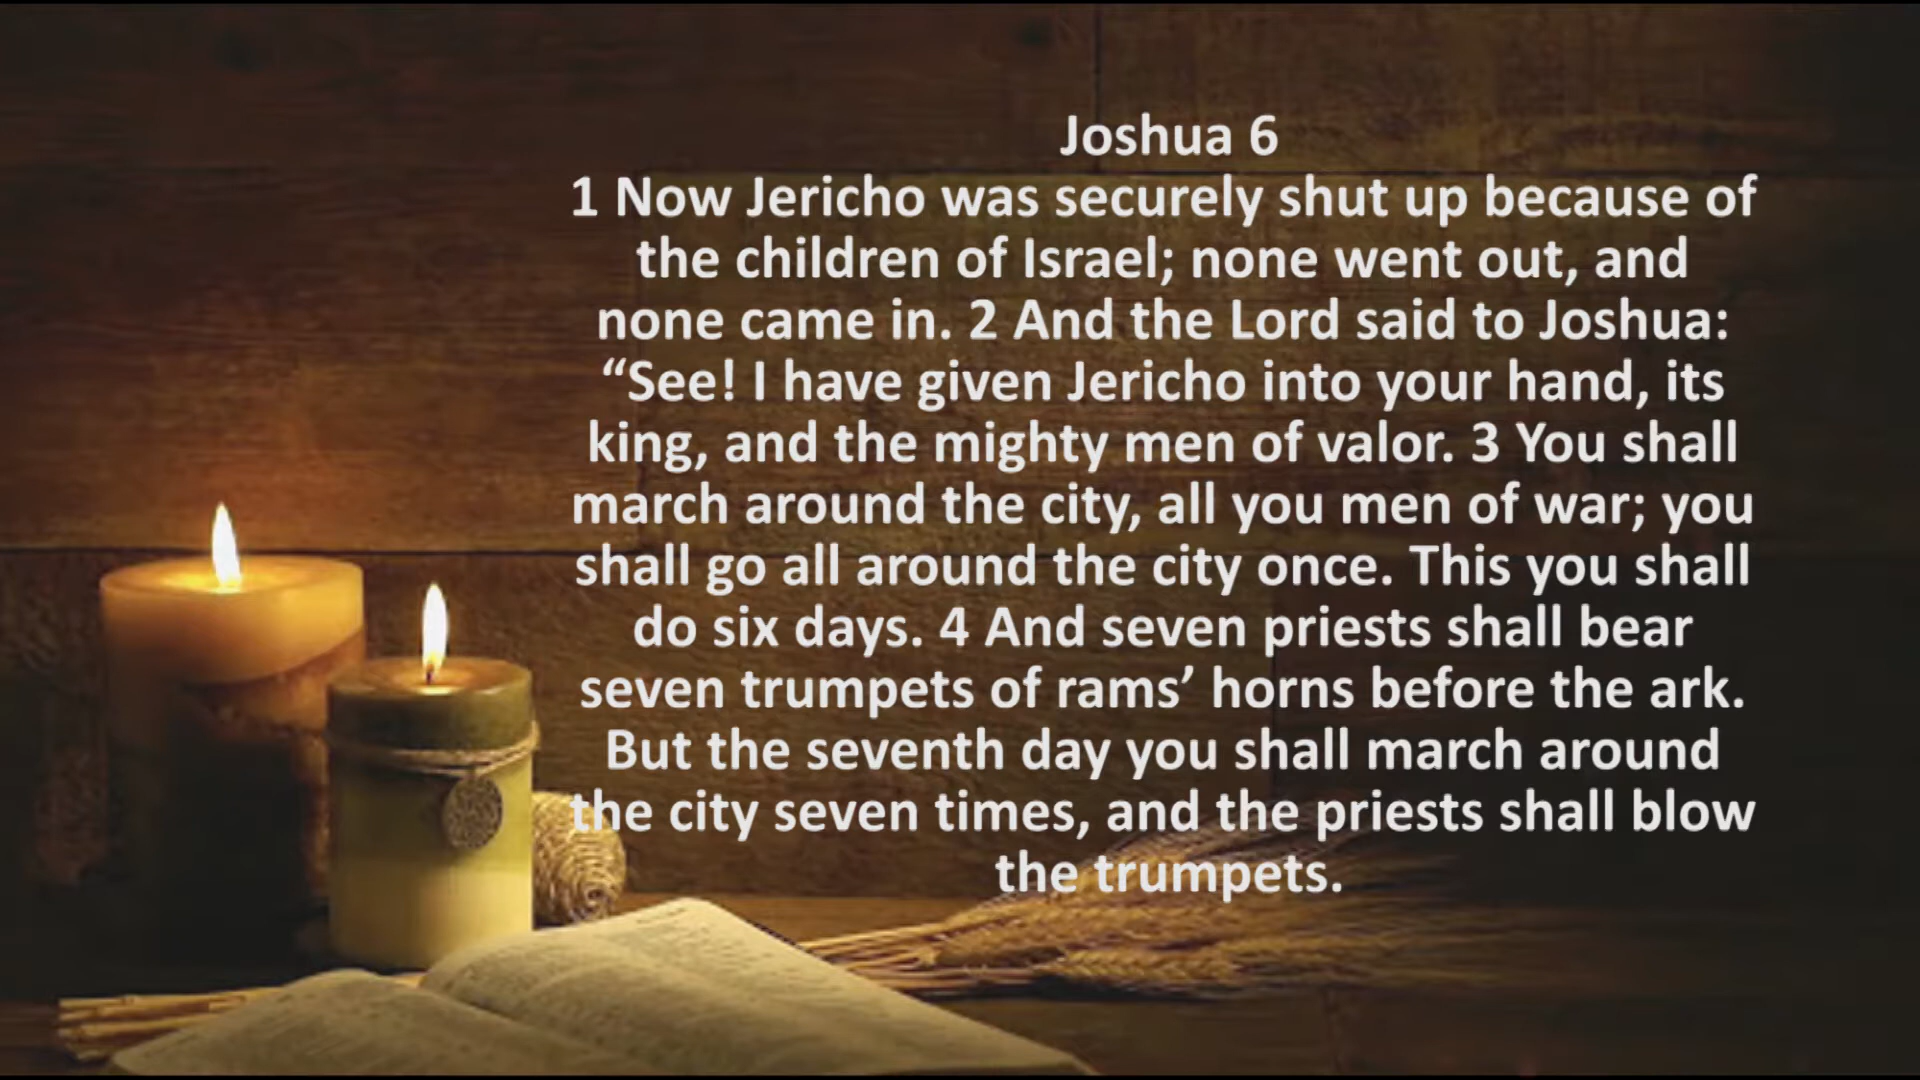 Joshua 6
1 Now Jericho was securely shut up because of
the children of Israel; none went out, and
none came in. 2 And the Lord said to Joshua:
“See! I have given Jericho into your hand, its
king, and the mighty men of valor. 3 You shall
march around the city, all you men of war; you
shall go all around the city once. This you shall
do six days. 4 And seven priests shall bear
seven trumpets of rams’ horns before the ark.
But the seventh day you shall march around
the city seven times, and the priests shall blow
the trumpets.